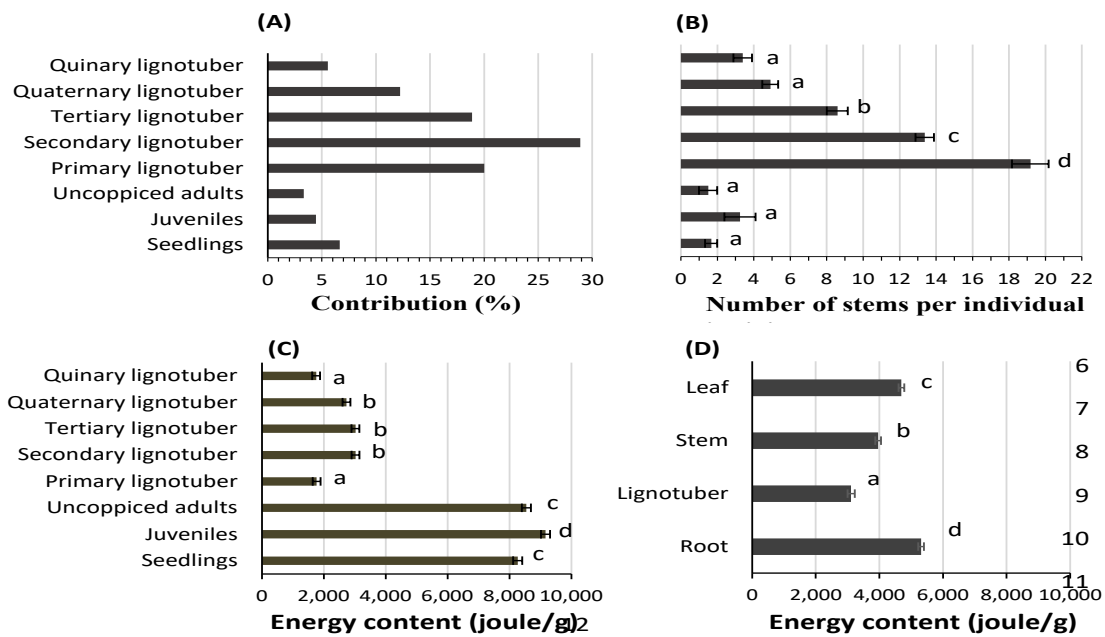 (A)
Quinary lignotuber
Quaternary lignotuber
Tertiary lignotuber
Secondary lignotuber
Primary lignotuber
Uncoppiced adults
Juveniles
Seedlings
0 5 10 15 20 25 30
Contribution (%)
(B)
a
a
b
c
d
a
a
a
0 2 4 6 8 10 12 14 16 18 20 22
Number of stems per individual
(C)
Quinary lignotuber a
Quaternary lignotuber b
Tertiary lignotuber b
Secondary lignotuber b
Primary lignotuber a
Uncoppiced adults c
Juveniles d
Seedlings c
0 2,000 4,000 6,000 8,000 10,000
Energy content (joule/g)
12
(D)
Leaf c
Stem b
Lignotuber a
Root d
0 2,000 4,000 6,000 8,000 10,000
Energy content (joule/g)
6
7
8
9
10
11